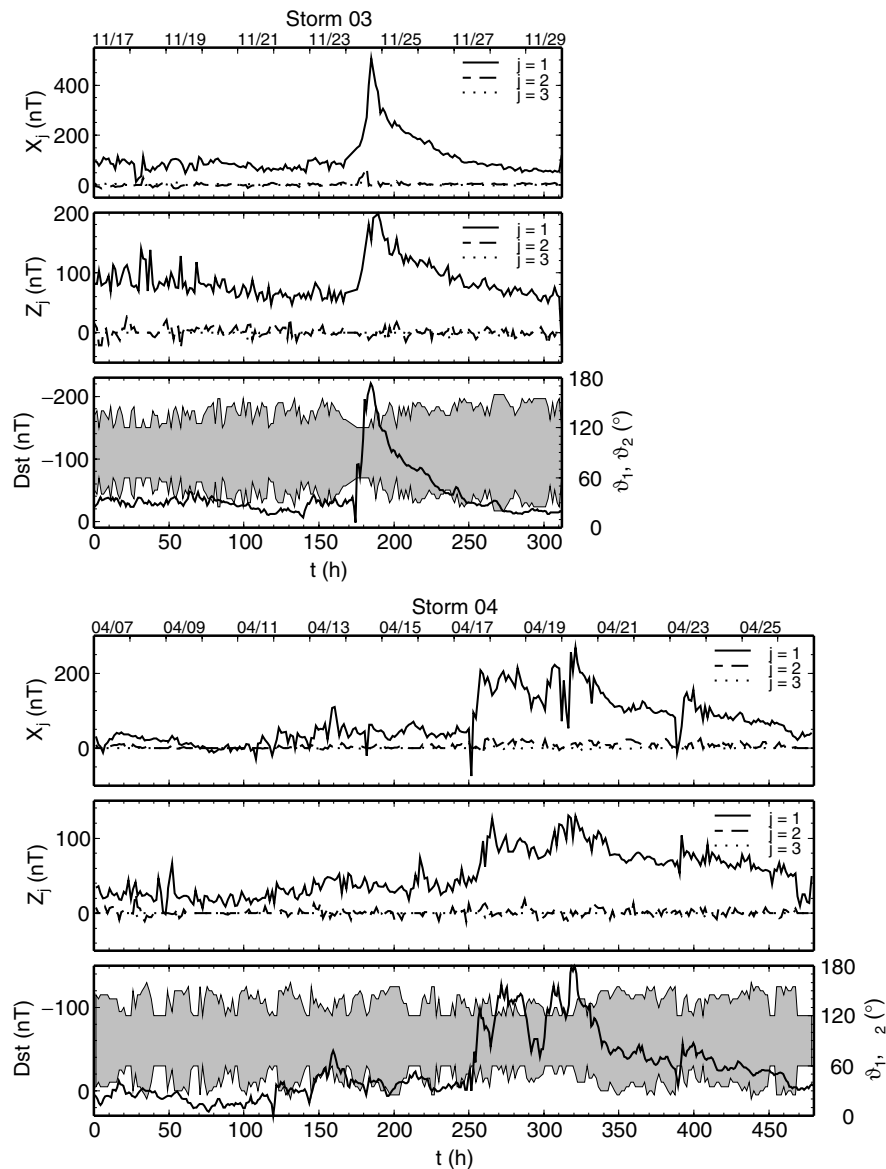 Storm 03
11/17 11/19 11/21 11/23 11/25 11/27 11/29
X_j (nT)
400
200
0
j = 1
j = 2
j = 3
Z_j (nT)
200
100
0
j = 1
j = 2
j = 3
Dst (nT)
−200
−100
0
180
120
60
0
ϑ₁, ϑ₂ (°)
0 50 100 150 200 250 300
t (h)
Storm 04
04/07 04/09 04/11 04/13 04/15 04/17 04/19 04/21 04/23 04/25
X_j (nT)
200
0
j = 1
j = 2
j = 3
Z_j (nT)
100
0
j = 1
j = 2
j = 3
Dst (nT)
−100
0
180
120
60
0
ϑ₁, ₂ (°)
0 50 100 150 200 250 300 350 400 450
t (h)